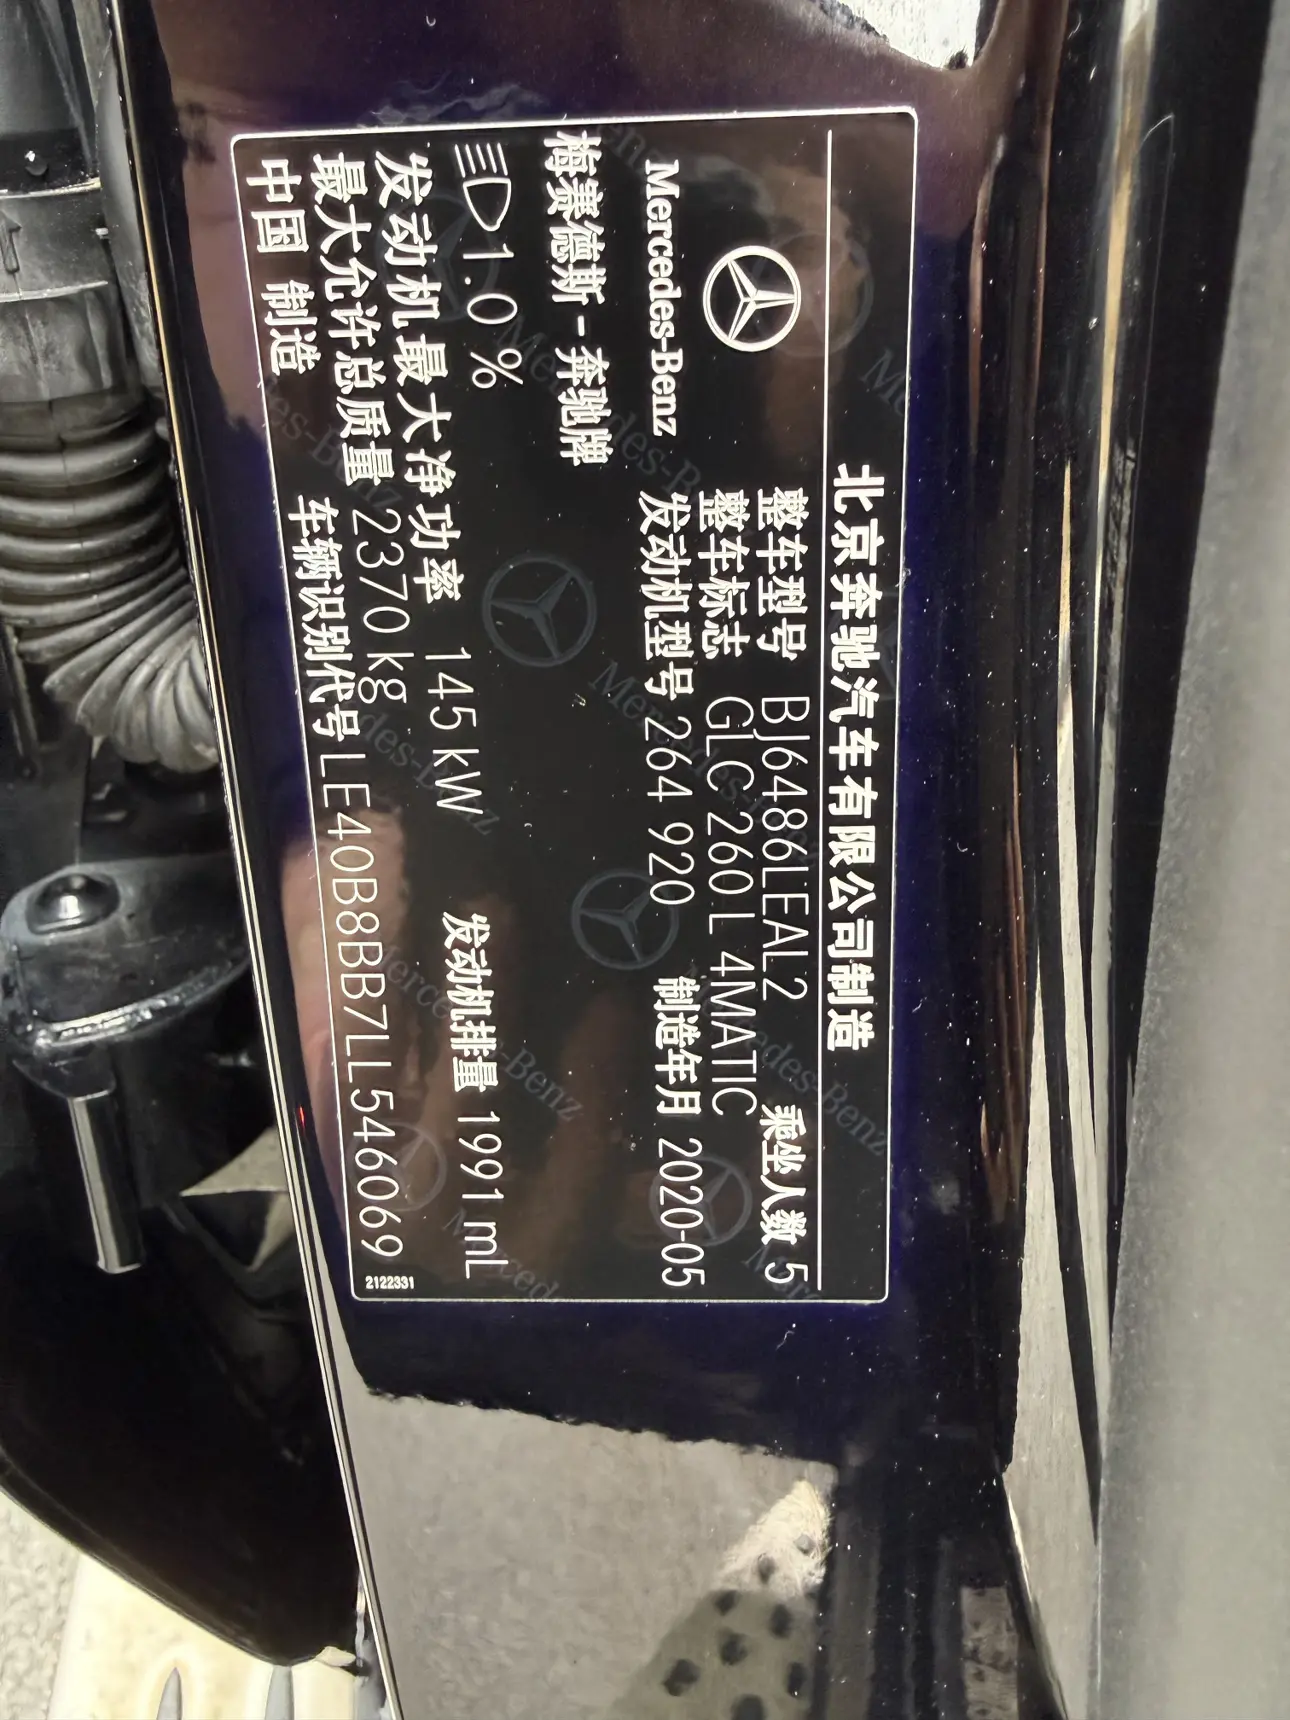 北京奔驰汽车有限公司制造
整车型号 BJ6486LEAL2 乘坐人数 5
整车标志 GLC 260 L 4MATIC
Mercedes-Benz 发动机型号 264 920 制造年月 2020-05
梅赛德斯-奔驰牌
1.0 %
发动机最大净功率 145 kW 发动机排量 1991 mL
最大允许总质量 2370 kg
中国 制造 车辆识别代号 LE40B8BB7LL546069
2122331